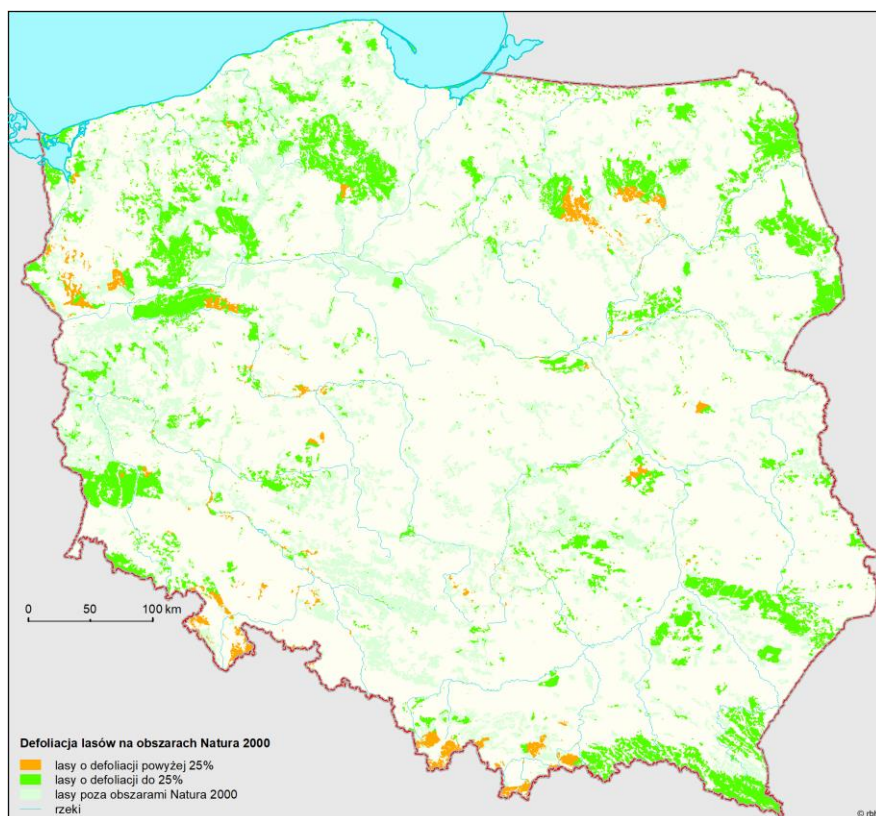 0 50 100 km
Defoliacja lasów na obszarach Natura 2000
lasy o defoliacji powyżej 25%
lasy o defoliacji do 25%
lasy poza obszarami Natura 2000
rzeki